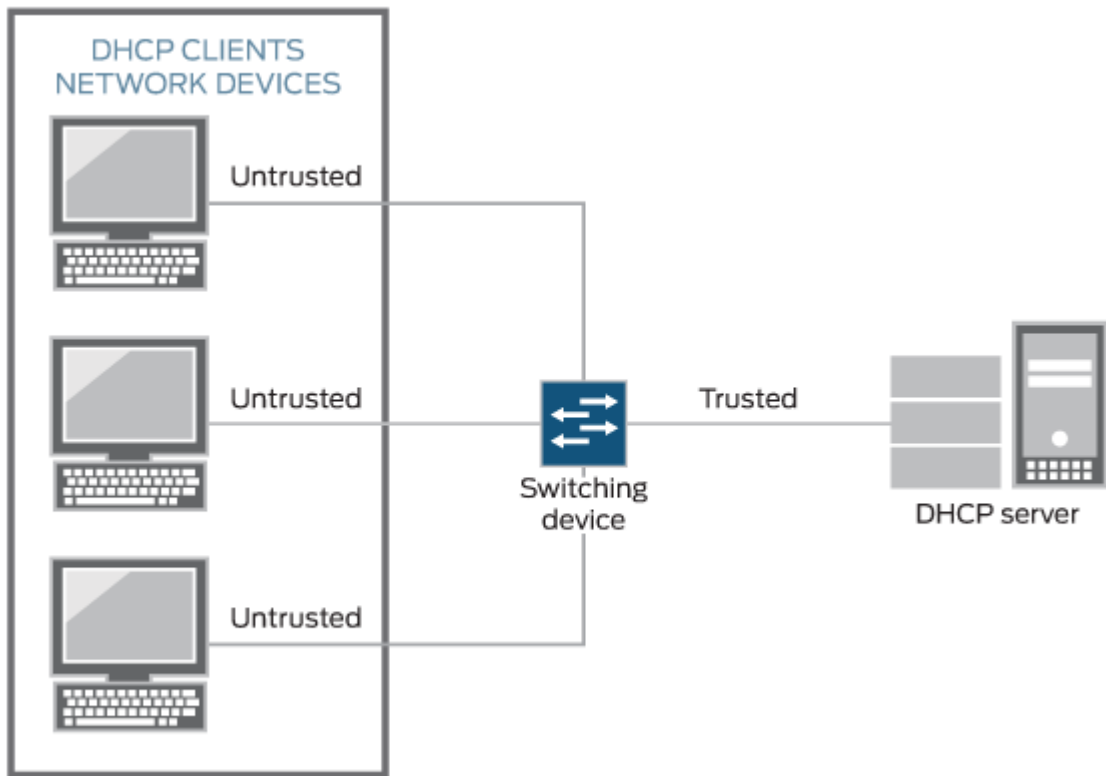 DHCP CLIENTS
NETWORK DEVICES
Untrusted
Untrusted
Trusted
Switching
device
DHCP server
Untrusted